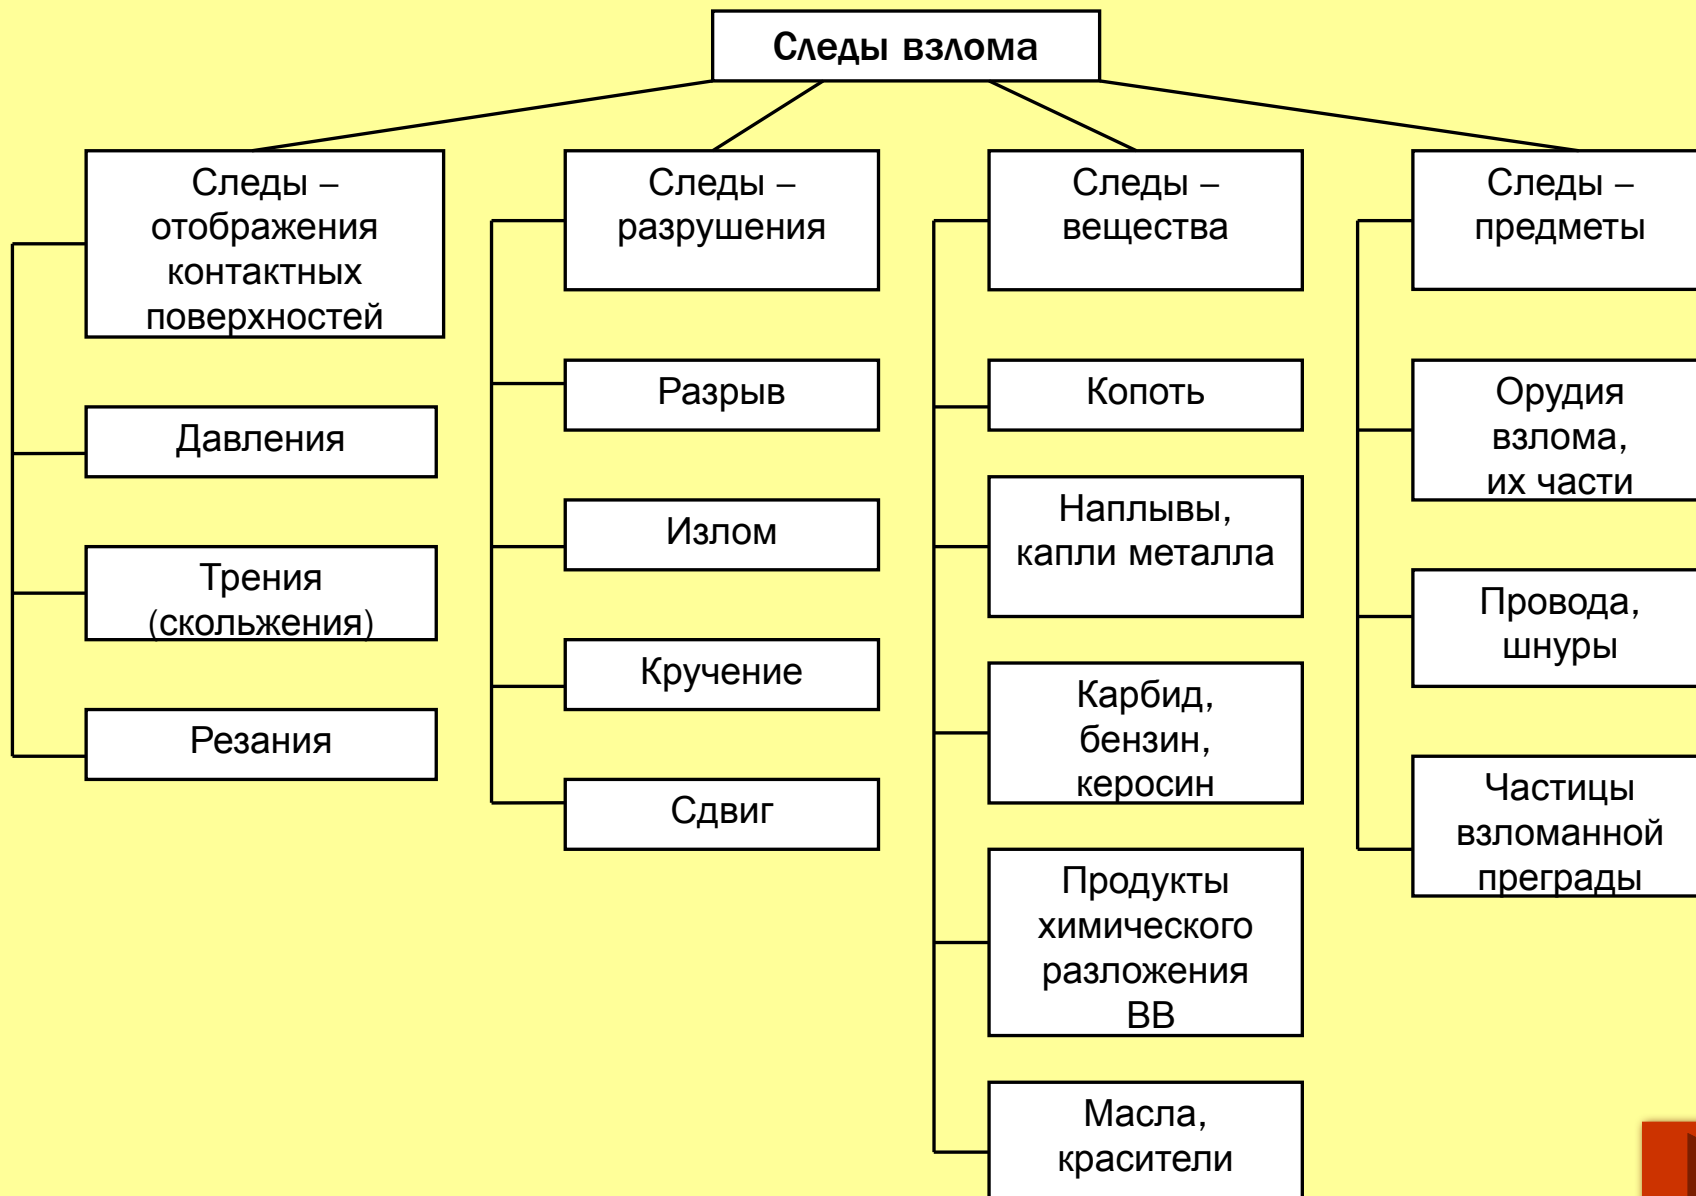 Следы взлома
Следы –
отображения
контактных
поверхностей
Давления
Трения
(скольжения)
Резания
Следы –
разрушения
Разрыв
Излом
Кручение
Сдвиг
Следы –
вещества
Копоть
Наплывы,
капли металла
Карбид,
бензин,
керосин
Продукты
химического
разложения
ВВ
Масла,
красители
Следы –
предметы
Орудия
взлома,
их части
Провода,
шнуры
Частицы
взломанной
преграды